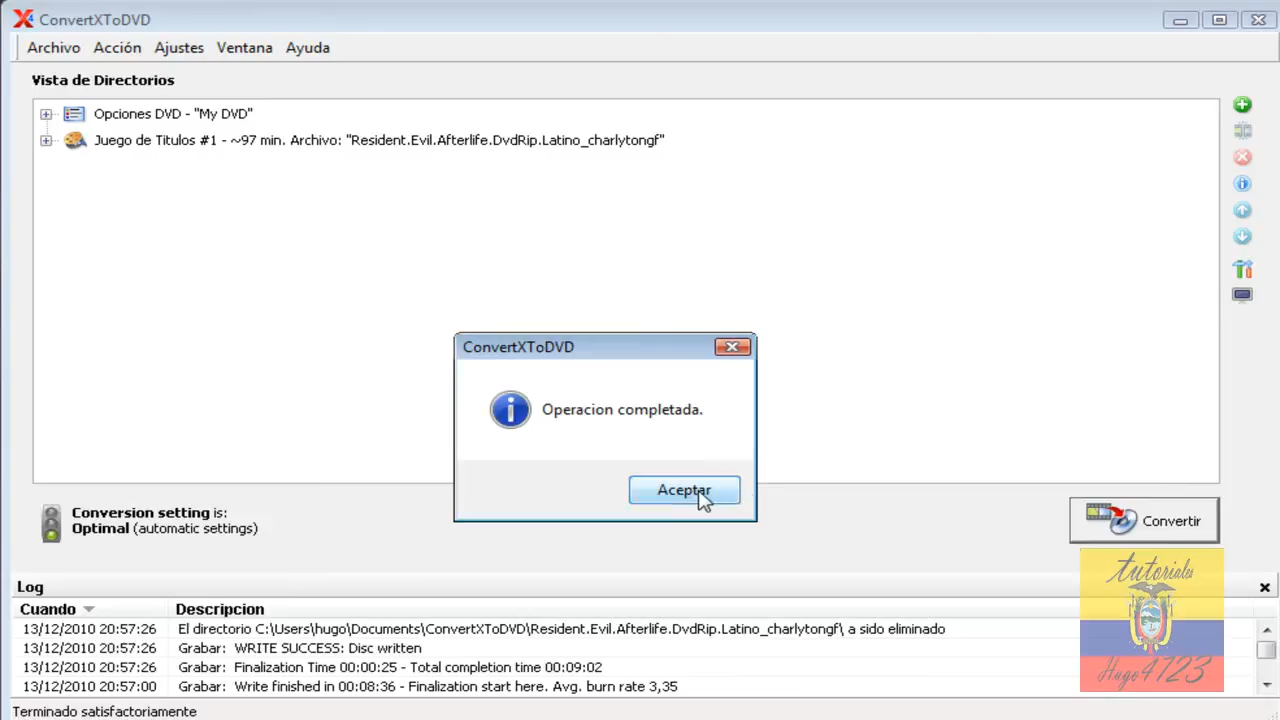 ConvertXToDVD
Archivo Acción Ajustes Ventana Ayuda
Vista de Directorios
Opciones DVD - "My DVD"
Juego de Titulos #1 - ~97 min. Archivo: "Resident.Evil.Afterlife.DvdRip.Latino_charlytongf"
ConvertXToDVD
Operacion completada.
Aceptar
Conversion setting is:
Optimal (automatic settings)
Convertir
Log
Cuando Descripcion
13/12/2010 20:57:26 El directorio C:\Users\hugo\Documents\ConvertXToDVD\Resident.Evil.Afterlife.DvdRip.Latino_charlytongf\ a sido eliminado
13/12/2010 20:57:26 Grabar: WRITE SUCCESS: Disc written
13/12/2010 20:57:26 Grabar: Finalization Time 00:00:25 - Total completion time 00:09:02
13/12/2010 20:57:00 Grabar: Write finished in 00:08:36 - Finalization start here. Avg. burn rate 3,35
Terminado satisfactoriamente
tutoriales
Hugo4723